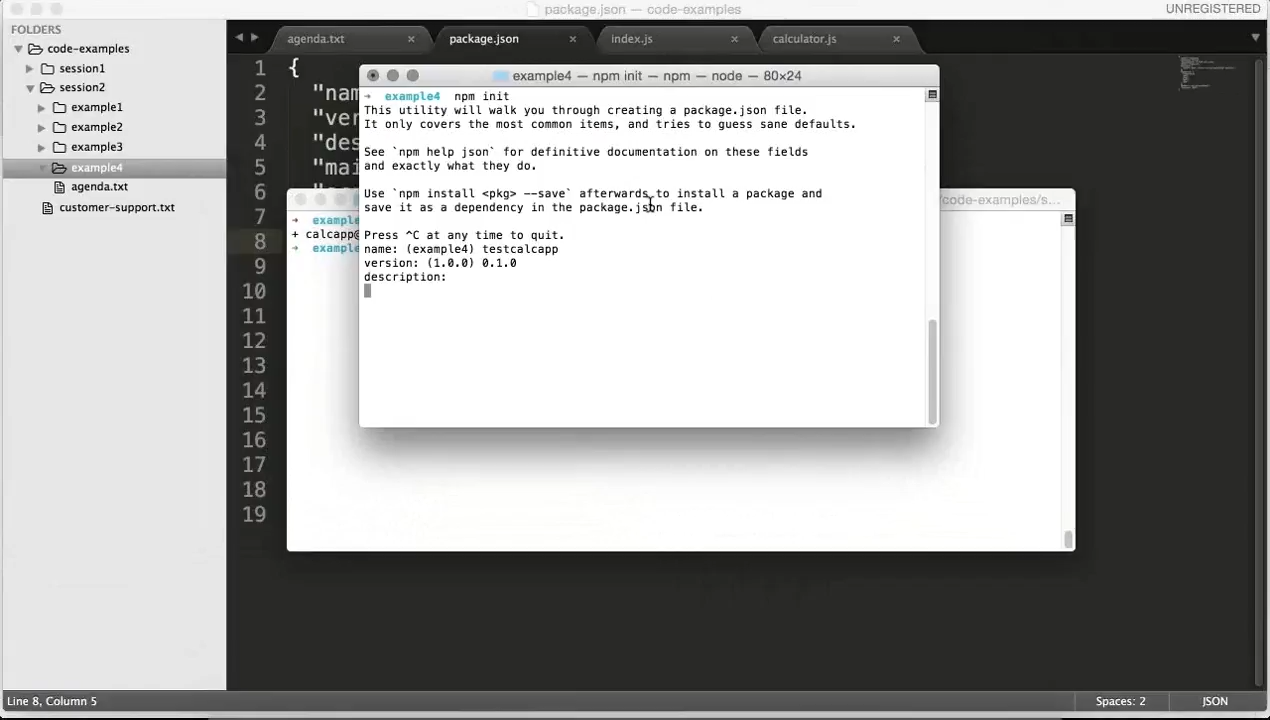 package.json — code-examples
UNREGISTERED
FOLDERS
code-examples
session1
session2
example1
example2
example3
example4
agenda.txt
customer-support.txt
agenda.txt × package.json × index.js × calculator.js ×
1 {
2 "nam
3 "ver
4 "des
5 "mai
6
7
8
9
10
11
12
13
14
15
16
17
18
19
/code-examples/s...
➜ example
+ calcapp@
➜ example
example4 — npm init — npm — node — 80×24
➜ example4 npm init
This utility will walk you through creating a package.json file.
It only covers the most common items, and tries to guess sane defaults.
See `npm help json` for definitive documentation on these fields
and exactly what they do.
Use `npm install <pkg> --save` afterwards to install a package and
save it as a dependency in the package.json file.
Press ^C at any time to quit.
name: (example4) testcalcapp
version: (1.0.0) 0.1.0
description:
Line 8, Column 5
Spaces: 2
JSON